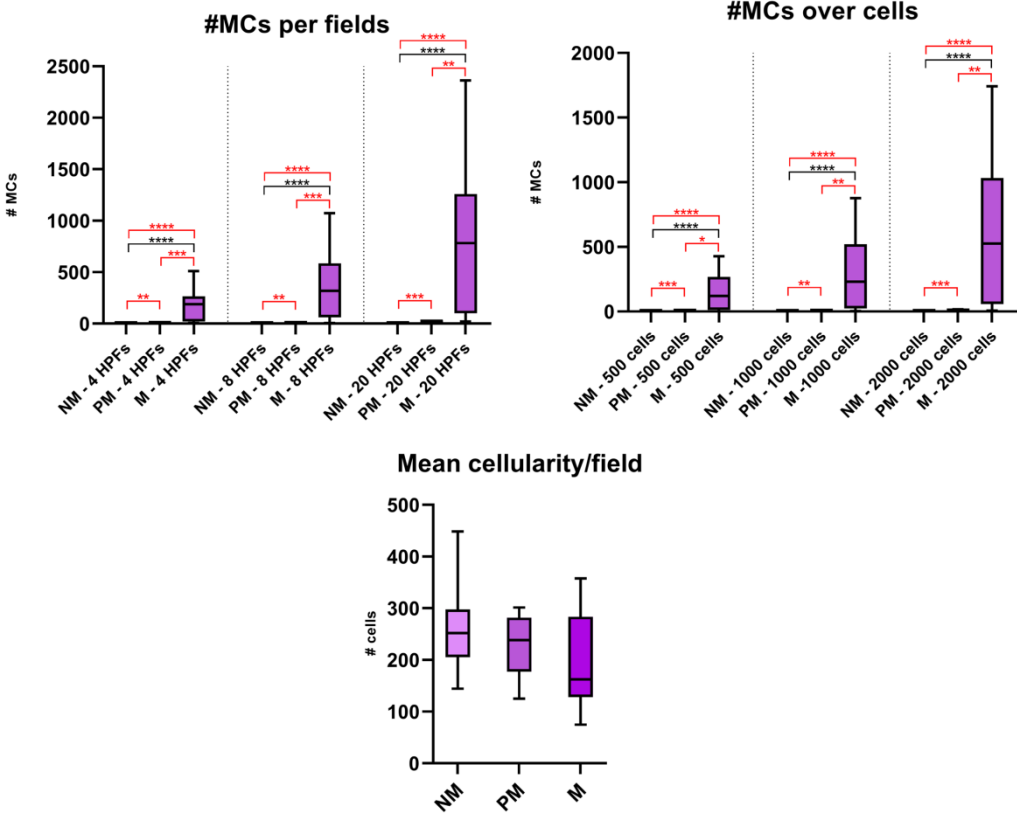 #MCs per fields
# MCs
2500
2000
1500
1000
500
0
****
****
***
**
****
****
***
**
****
****
**
***
NM - 4 HPFs
PM - 4 HPFs
M - 4 HPFs
NM - 8 HPFs
PM - 8 HPFs
M - 8 HPFs
NM - 20 HPFs
PM - 20 HPFs
M - 20 HPFs
#MCs over cells
# MCs
2000
1500
1000
500
0
****
****
*
***
****
****
**
**
****
****
**
***
NM - 500 cells
PM - 500 cells
M - 500 cells
NM - 1000 cells
PM - 1000 cells
M -1000 cells
NM - 2000 cells
PM - 2000 cells
M - 2000 cells
Mean cellularity/field
# cells
500
400
300
200
100
0
NM
PM
M